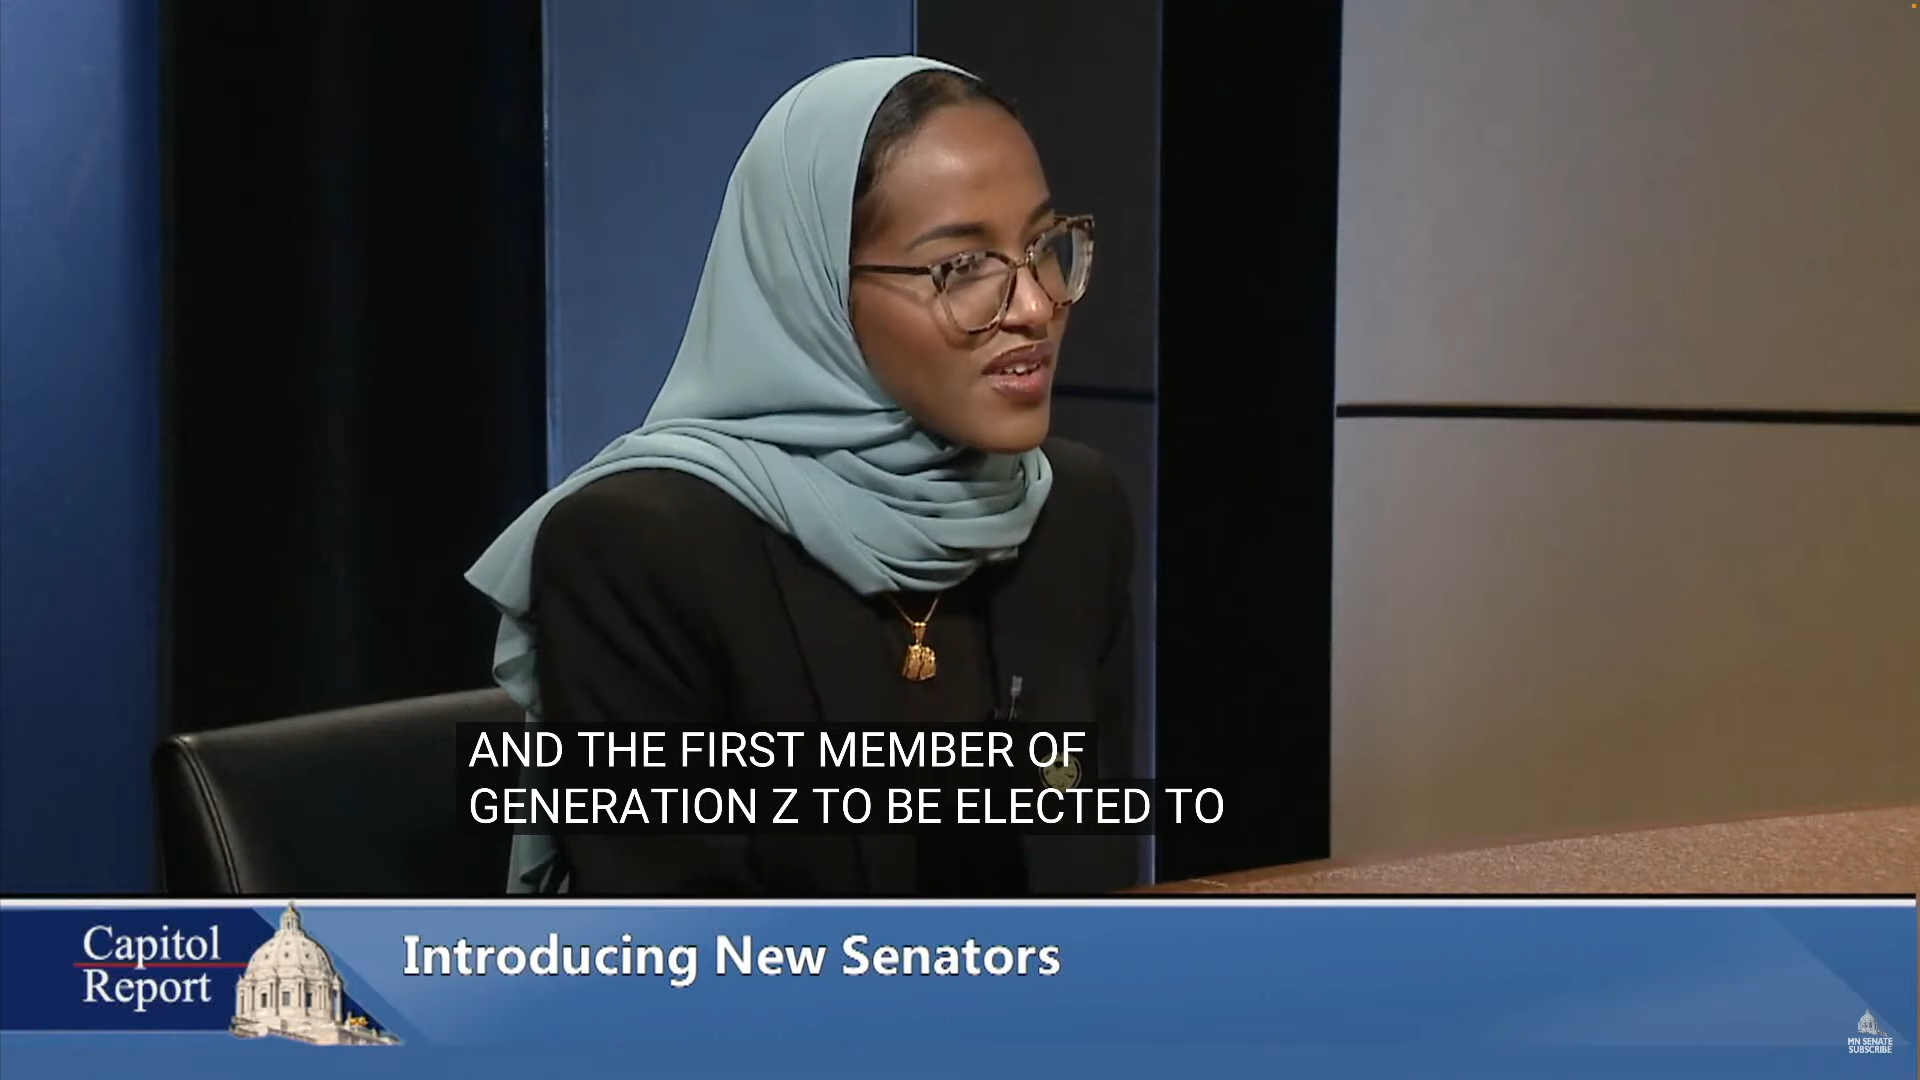 AND THE FIRST MEMBER OF
GENERATION Z TO BE ELECTED TO
Capitol
Report
Introducing New Senators
MN SENATE
SUBSCRIBE